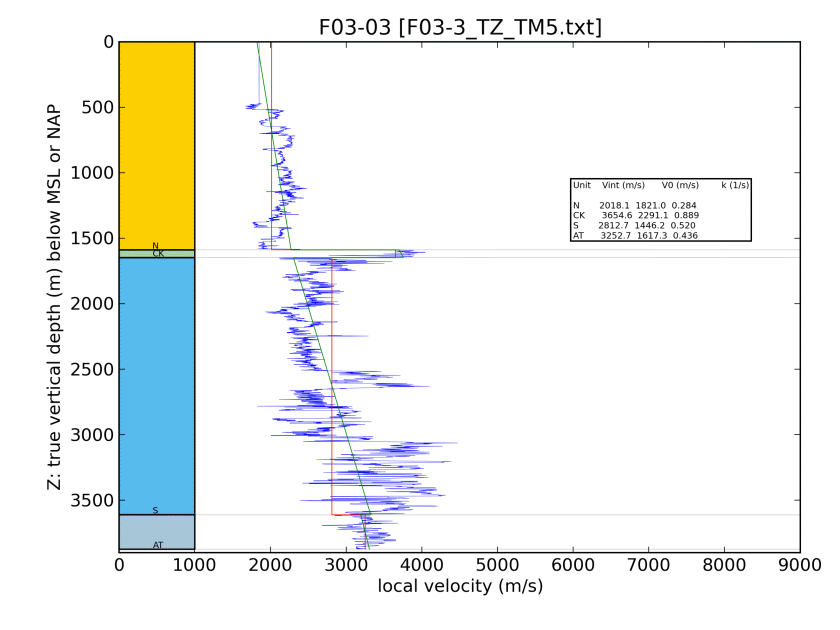 F03-03 [F03-3_TZ_TM5.txt]
Z: true vertical depth (m) below MSL or NAP
0
500
1000
1500
2000
2500
3000
3500
N
CK
S
AT
Unit Vint (m/s) V0 (m/s) k (1/s)
N 2018.1 1821.0 0.284
CK 3654.6 2291.1 0.889
S 2812.7 1446.2 0.520
AT 3252.7 1617.3 0.436
0 1000 2000 3000 4000 5000 6000 7000 8000 9000
local velocity (m/s)